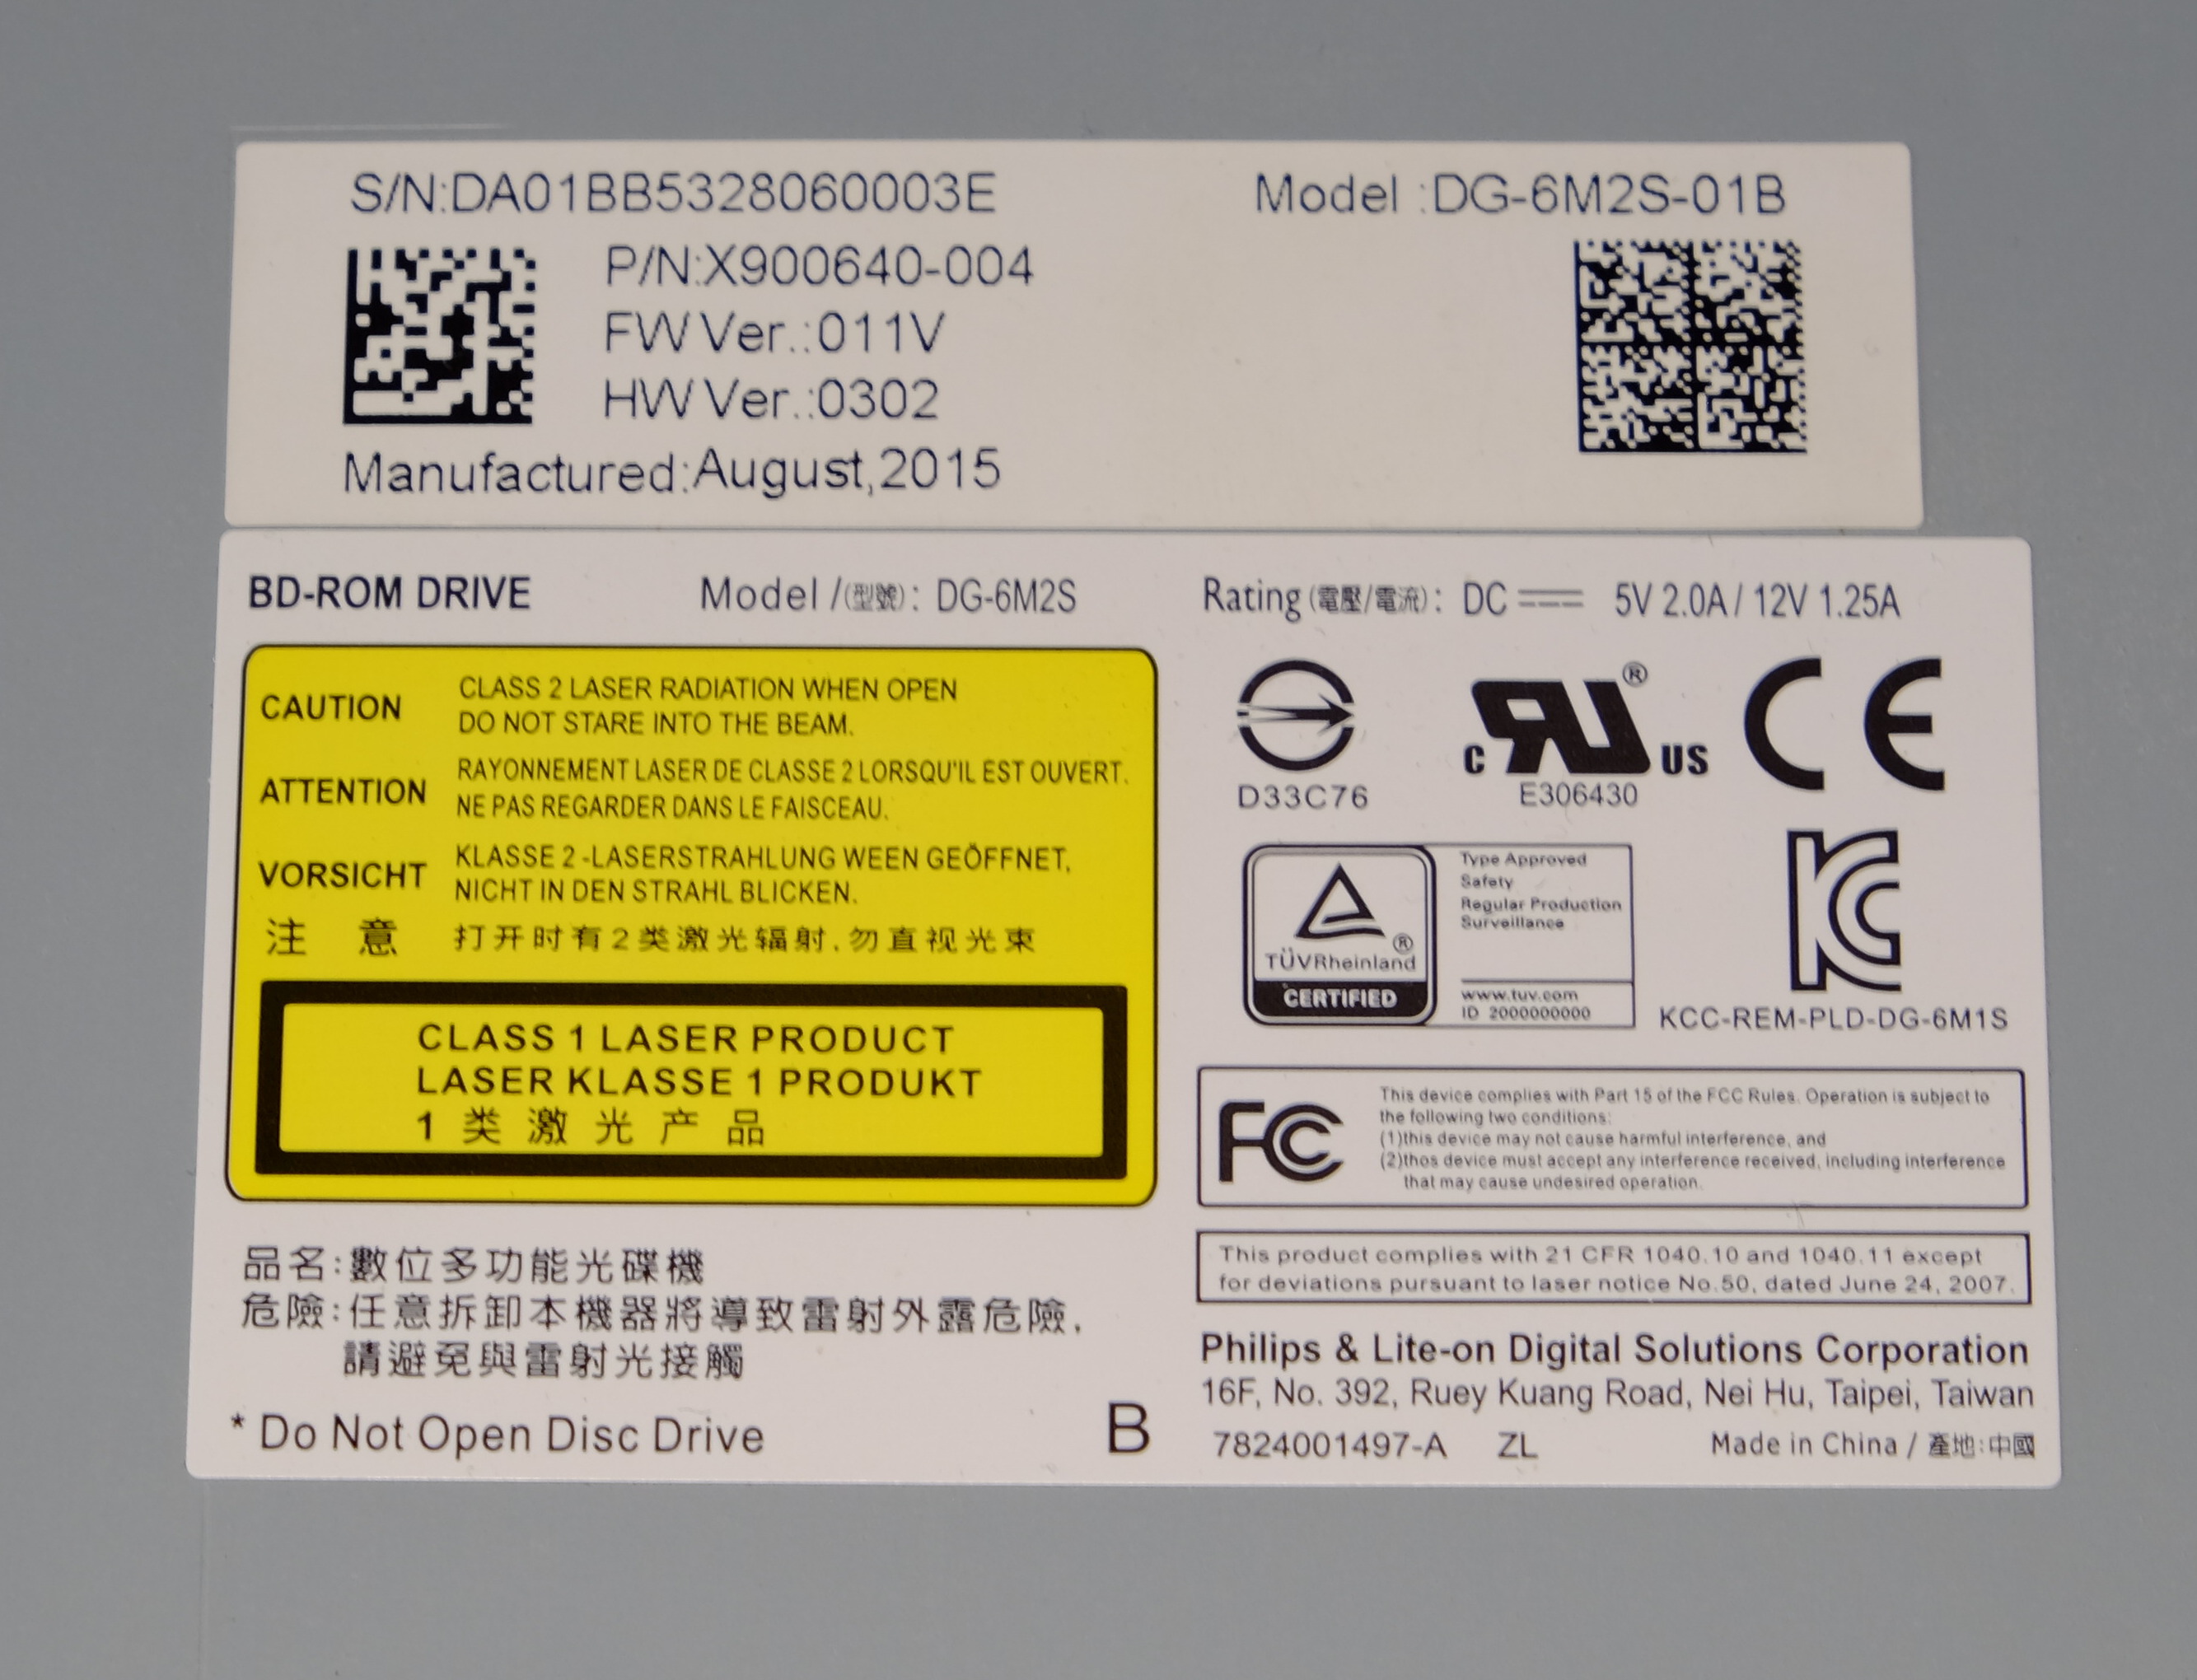 S/N:DA01BB5328060003E
Model :DG-6M2S-01B
P/N:X900640-004
FW Ver.:011V
HW Ver.:0302
Manufactured:August,2015
BD-ROM DRIVE
Model /(型號): DG-6M2S
Rating (電壓/電流): DC 5V 2.0A / 12V 1.25A
CAUTION
CLASS 2 LASER RADIATION WHEN OPEN
DO NOT STARE INTO THE BEAM.
ATTENTION
RAYONNEMENT LASER DE CLASSE 2 LORSQU'IL EST OUVERT.
NE PAS REGARDER DANS LE FAISCEAU.
VORSICHT
KLASSE 2 -LASERSTRAHLUNG WEEN GEÖFFNET,
NICHT IN DEN STRAHL BLICKEN.
注 意
打开时有2类激光辐射,勿直视光束
CLASS 1 LASER PRODUCT
LASER KLASSE 1 PRODUKT
1 类 激 光 产 品
品名:數位多功能光碟機
危險:任意拆卸本機器將導致雷射外露危險,
請避免與雷射光接觸
* Do Not Open Disc Drive
B
D33C76
c RU ® US
E306430
CE
TÜVRheinland ®
CERTIFIED
Type Approved
Safety
Regular Production
Surveillance
www.tuv.com
ID 2000000000
KC
KCC-REM-PLD-DG-6M1S
FC
This device complies with Part 15 of the FCC Rules. Operation is subject to
the following two conditions:
(1)this device may not cause harmful interference, and
(2)thos device must accept any interference received, including interference
that may cause undesired operation.
This product complies with 21 CFR 1040.10 and 1040.11 except
for deviations pursuant to laser notice No.50, dated June 24, 2007.
Philips & Lite-on Digital Solutions Corporation
16F, No. 392, Ruey Kuang Road, Nei Hu, Taipei, Taiwan
7824001497-A ZL
Made in China / 產地:中國